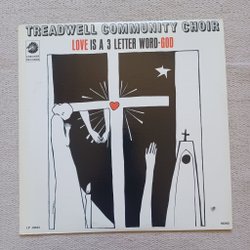 TREADWELL COMMUNITY CHOIR
LOVE IS A 3 LETTER WORD-GOD